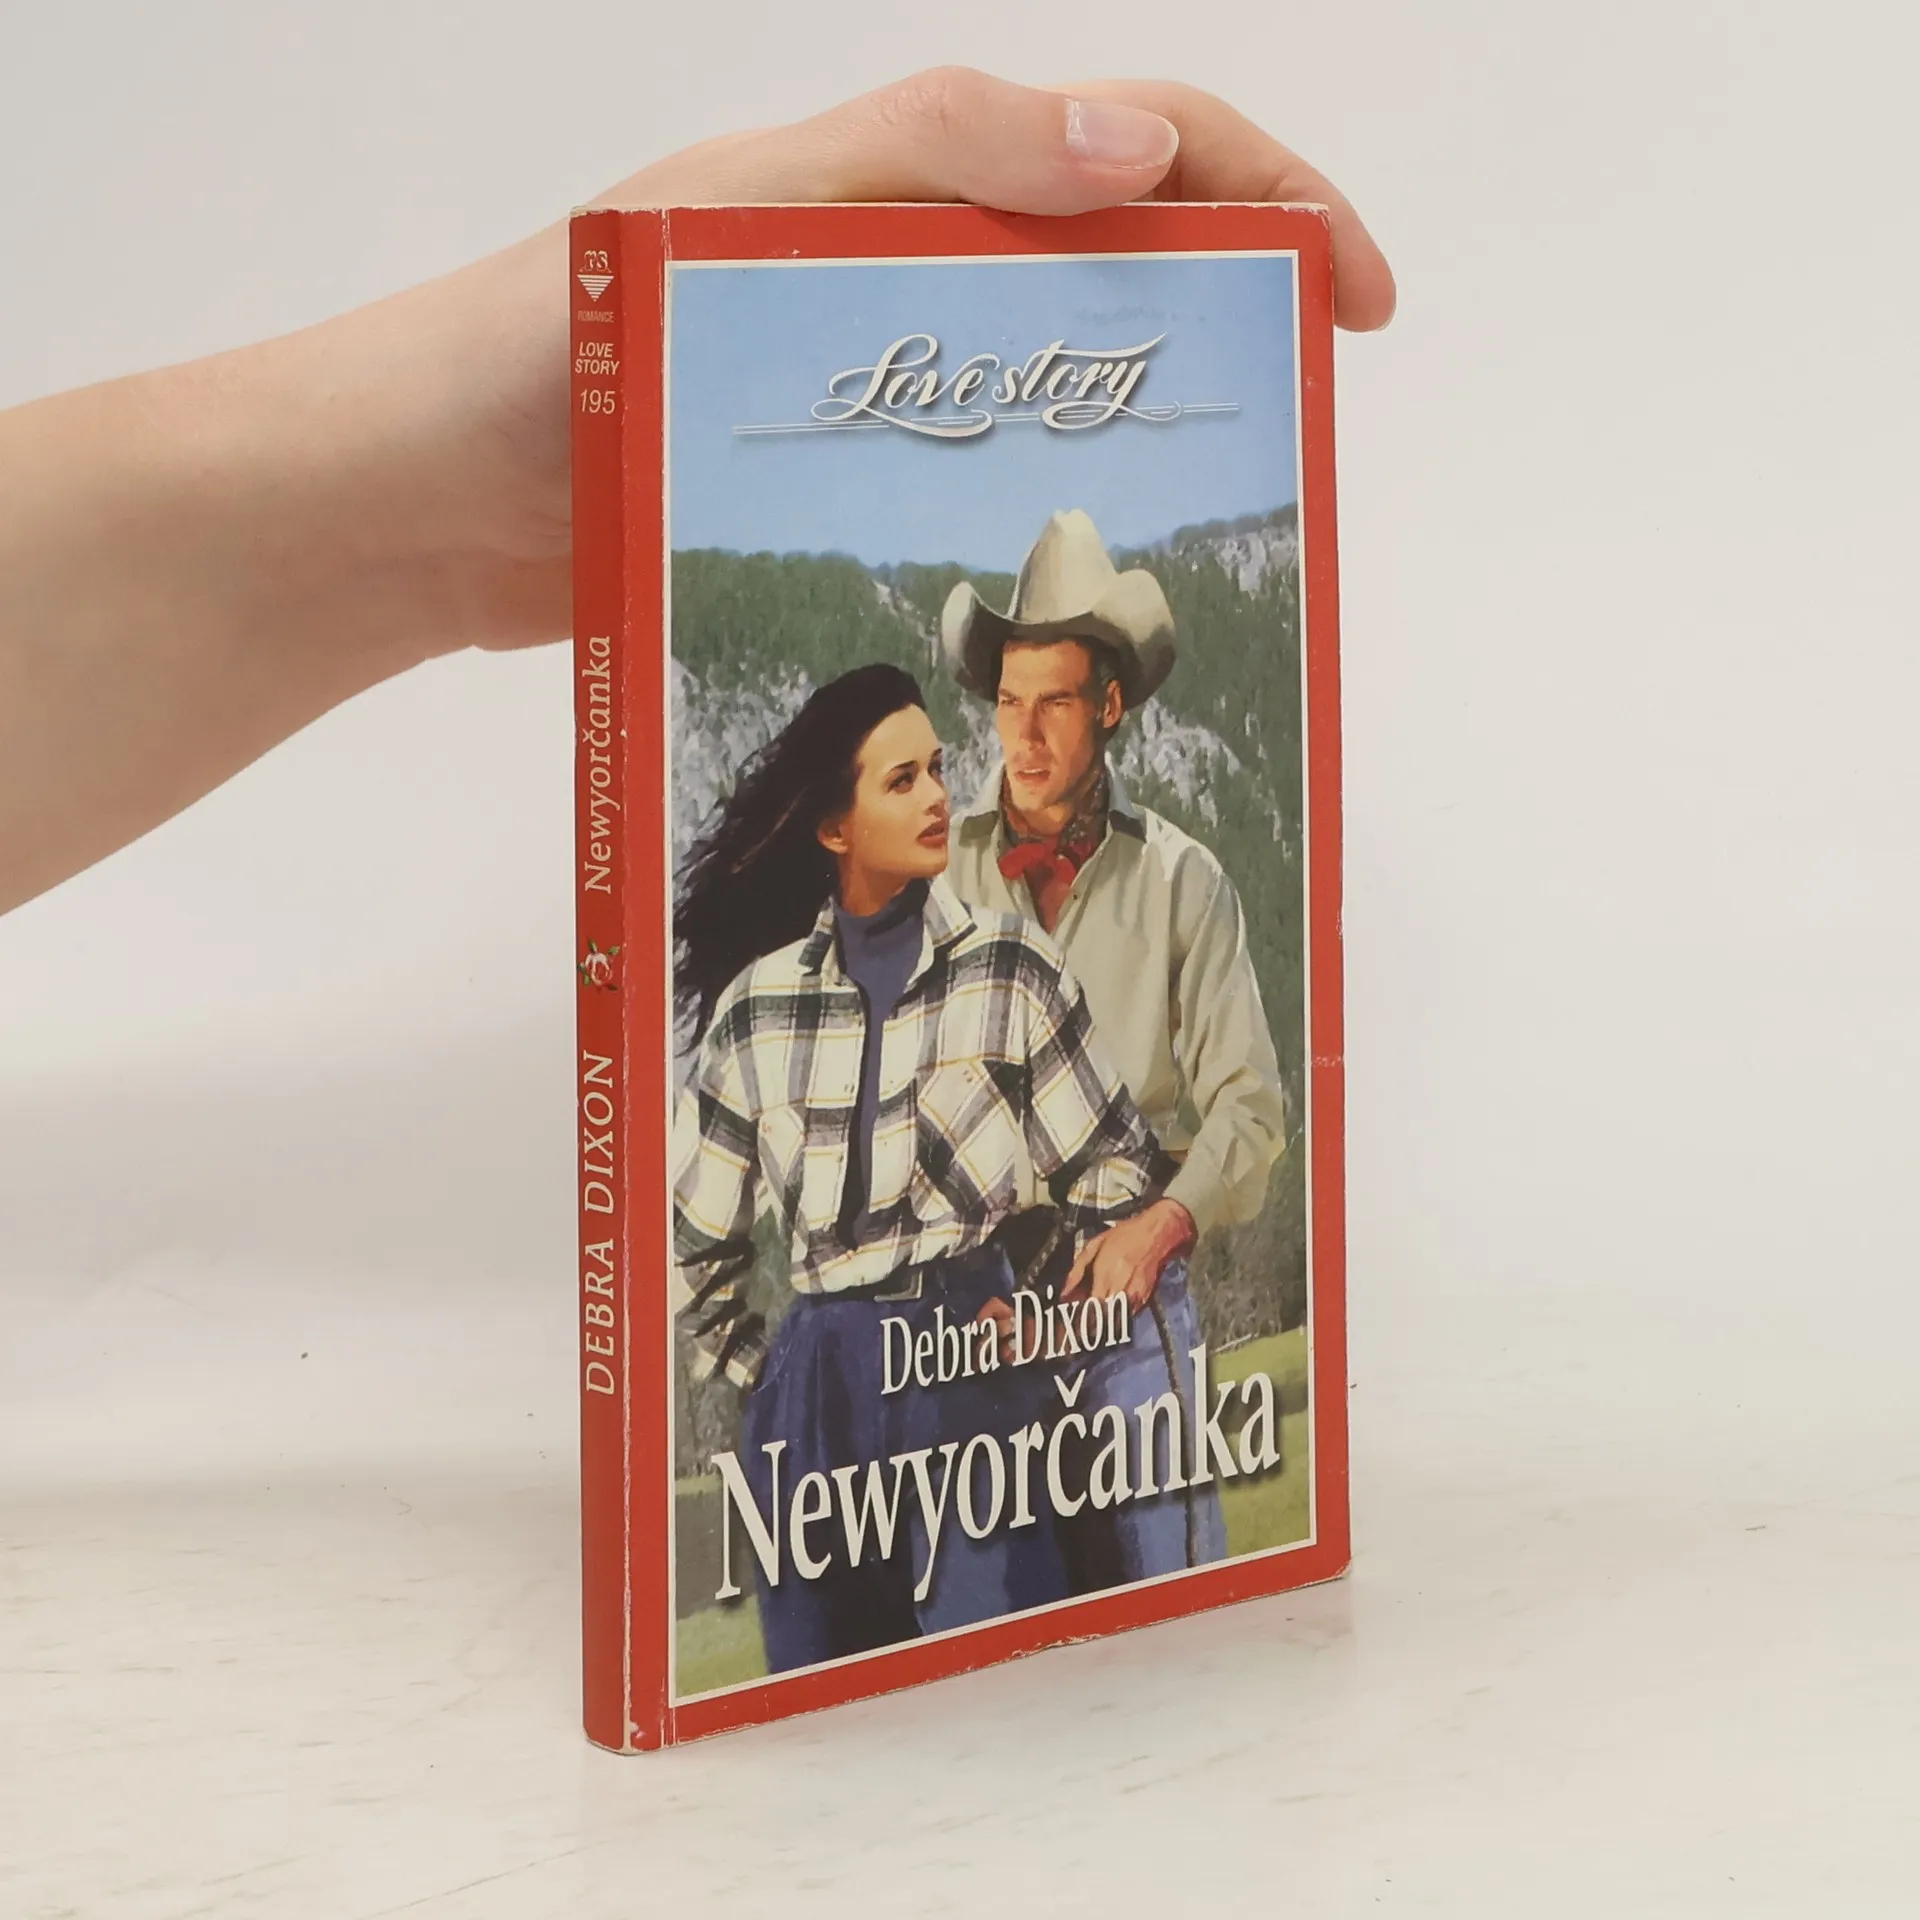 ROMANCE
LOVE
STORY
195
Newyorčanka
DEBRA DIXON
Love story
Debra Dixon
Newyorčanka